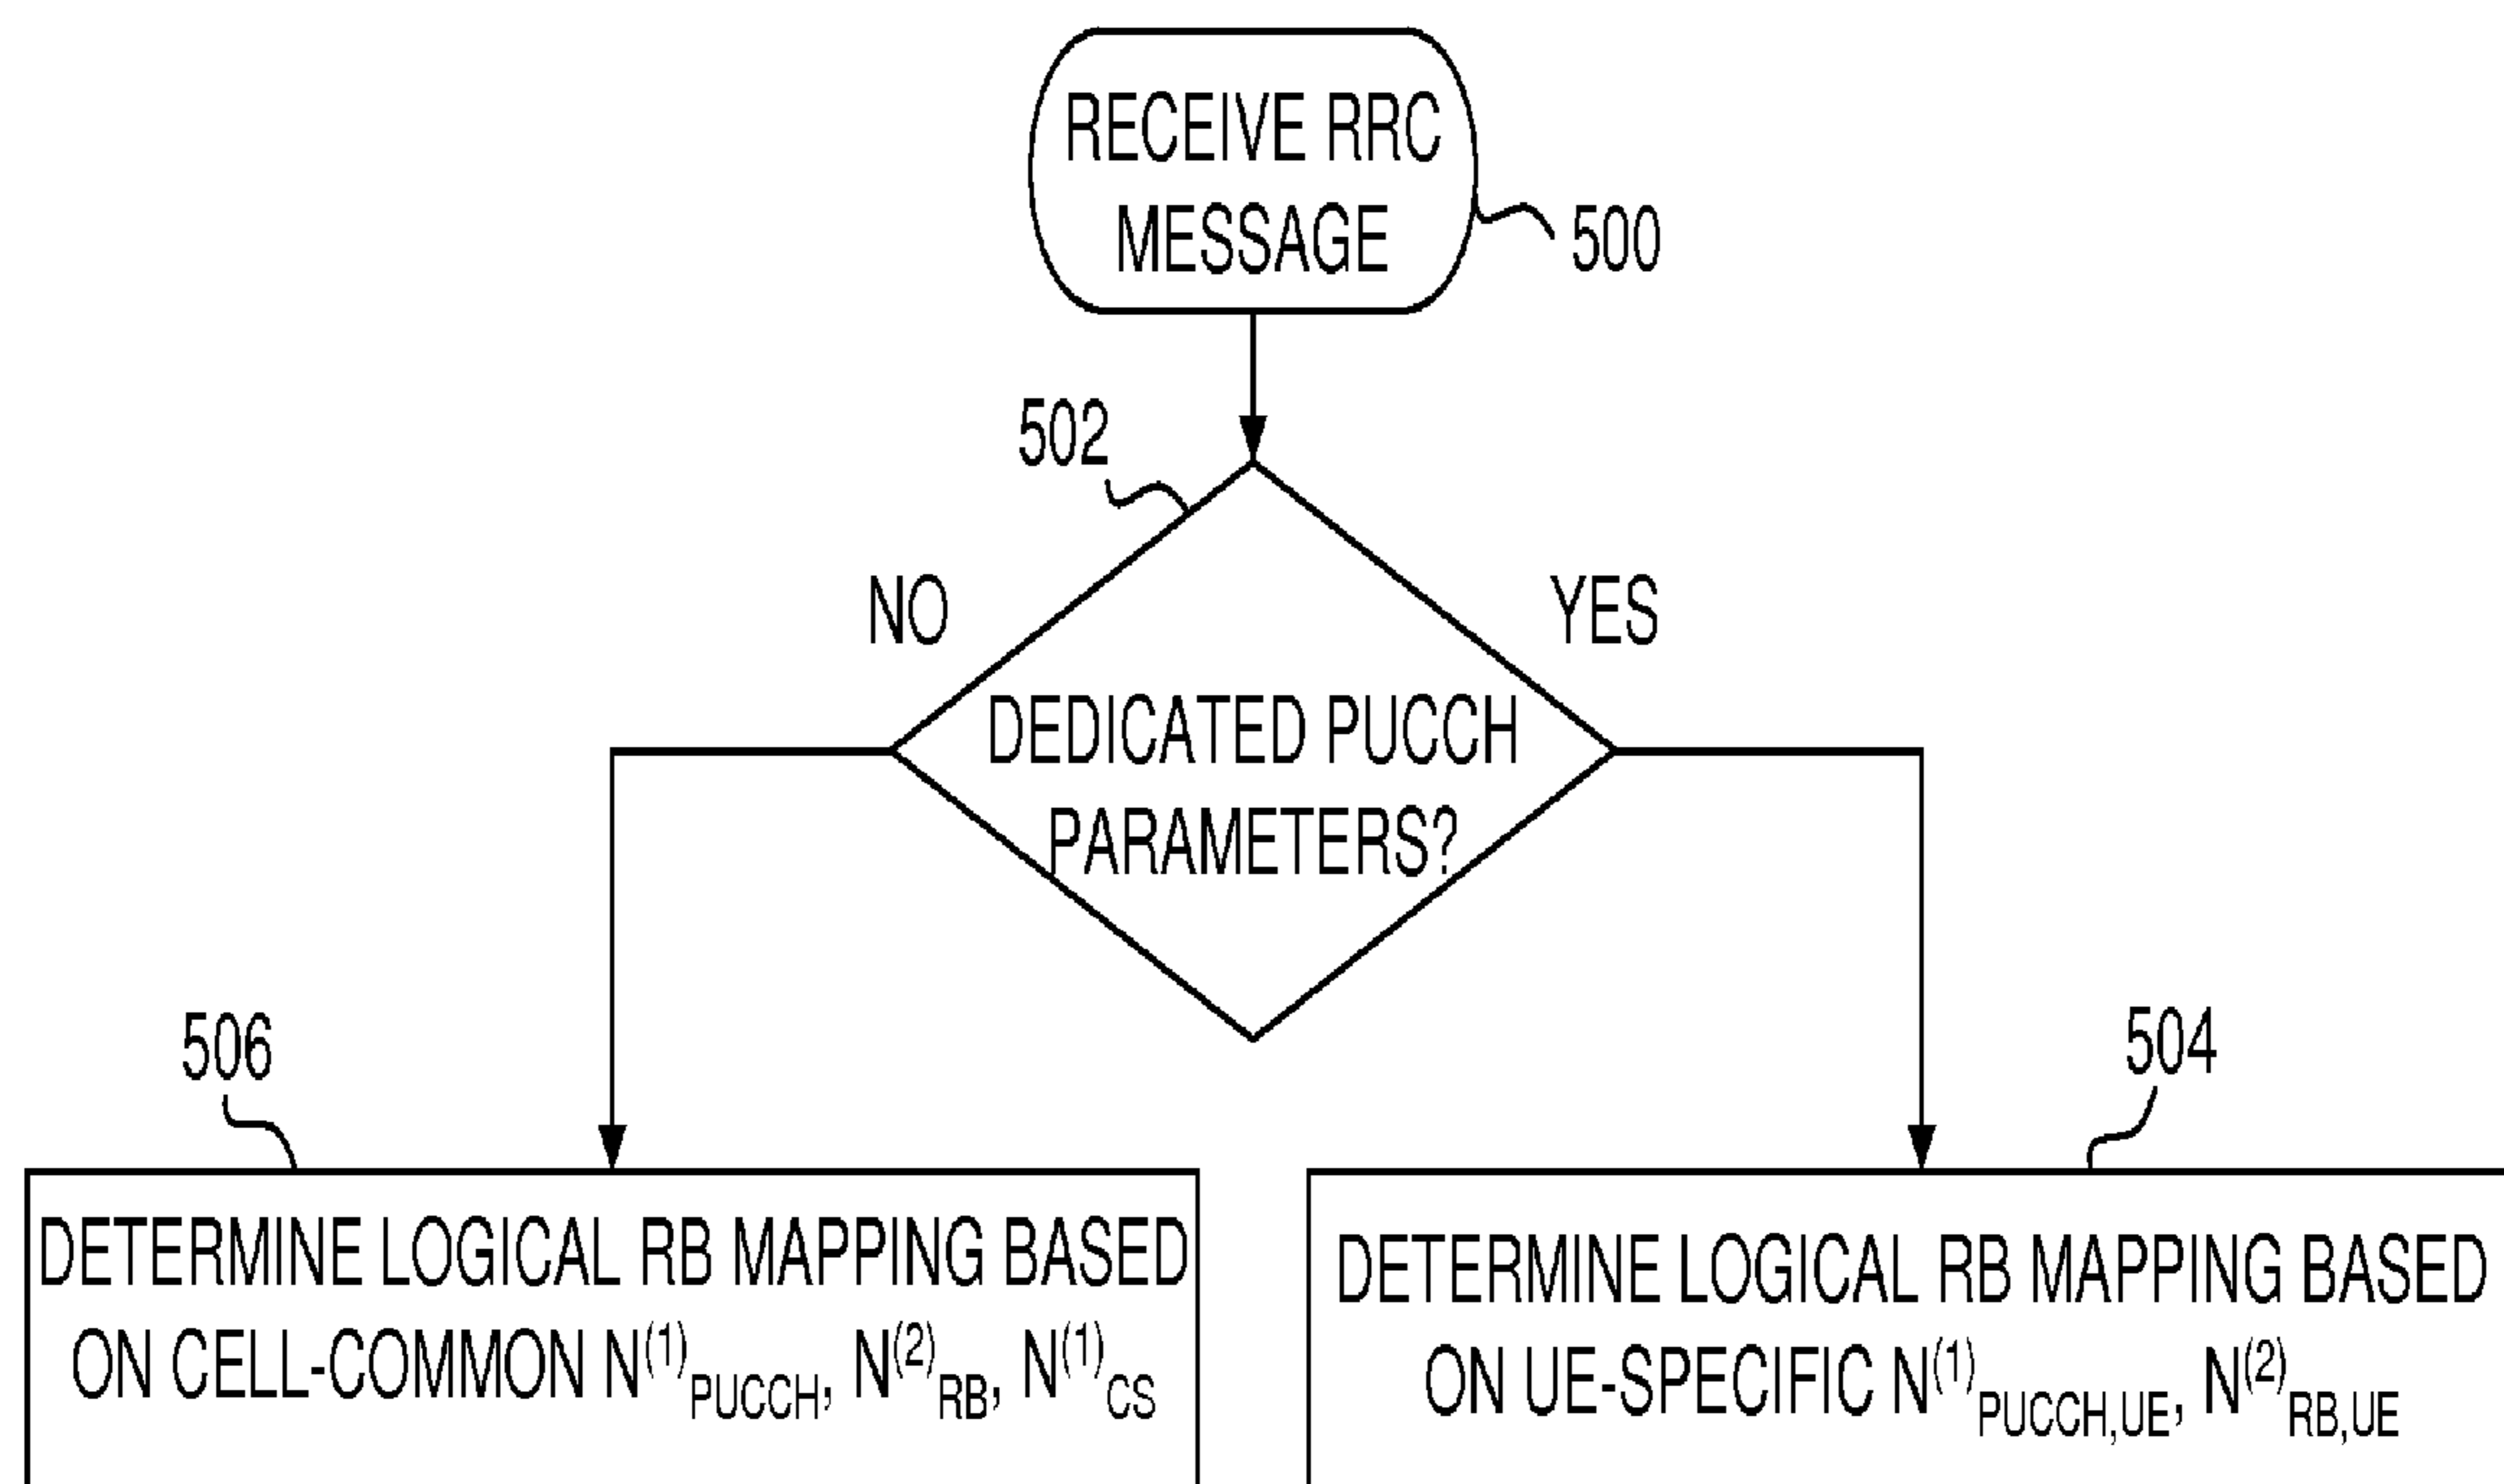 RECEIVE RRC
MESSAGE
500
502
NO
YES
DEDICATED PUCCH
PARAMETERS?
506
504
DETERMINE LOGICAL RB MAPPING BASED
ON CELL-COMMON N(1)PUCCH, N(2)RB, N(1)CS
DETERMINE LOGICAL RB MAPPING BASED
ON UE-SPECIFIC N(1)PUCCH,UE, N(2)RB,UE